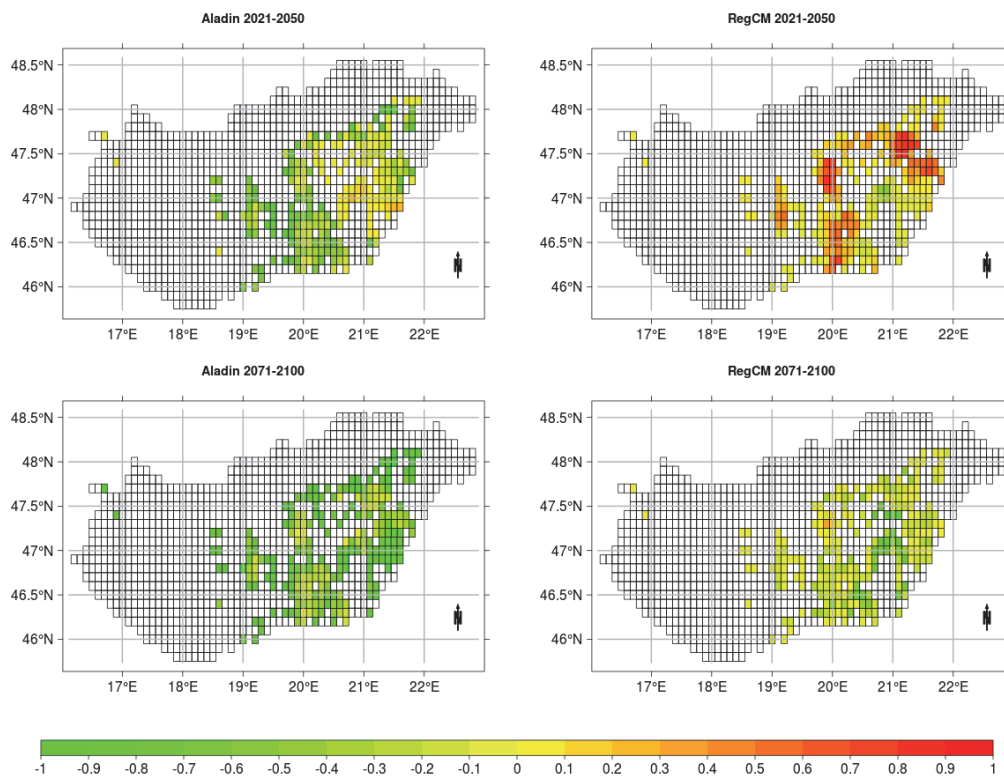 Aladin 2021-2050
RegCM 2021-2050
48.5°N
48°N
47.5°N
47°N
46.5°N
46°N
N
17°E 18°E 19°E 20°E 21°E 22°E
48.5°N
48°N
47.5°N
47°N
46.5°N
46°N
N
17°E 18°E 19°E 20°E 21°E 22°E
Aladin 2071-2100
RegCM 2071-2100
48.5°N
48°N
47.5°N
47°N
46.5°N
46°N
N
17°E 18°E 19°E 20°E 21°E 22°E
48.5°N
48°N
47.5°N
47°N
46.5°N
46°N
N
17°E 18°E 19°E 20°E 21°E 22°E
-1 -0.9 -0.8 -0.7 -0.6 -0.5 -0.4 -0.3 -0.2 -0.1 0 0.1 0.2 0.3 0.4 0.5 0.6 0.7 0.8 0.9 1